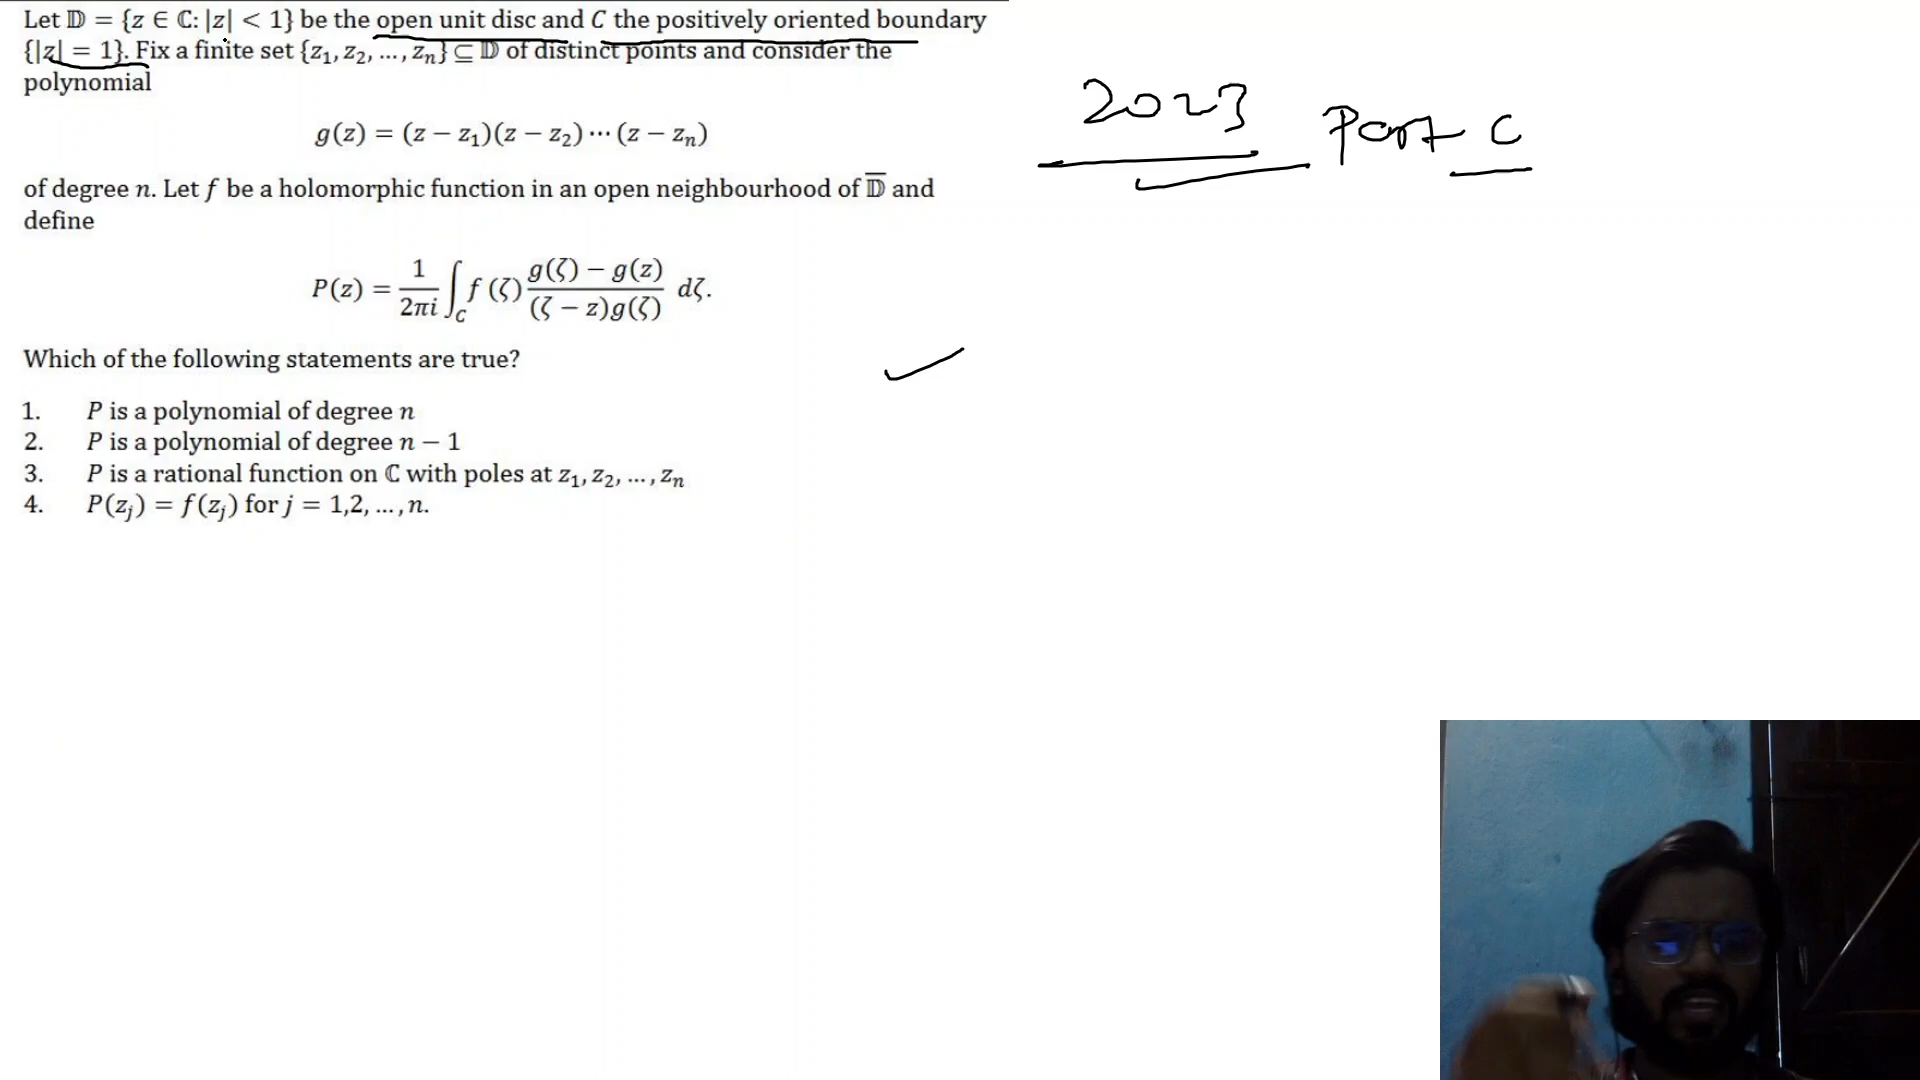 Let 𝔻 = {z ∈ ℂ: |z| < 1} be the open unit disc and C the positively oriented boundary
{|z| = 1}. Fix a finite set {z₁, z₂, …, zₙ} ⊆ 𝔻 of distinct points and consider the
polynomial
g(z) = (z − z₁)(z − z₂) ⋯ (z − zₙ)
of degree n. Let f be a holomorphic function in an open neighbourhood of 𝔻̅ and
define
P(z) = 1/(2πi) ∫_C f(ζ) (g(ζ) − g(z))/((ζ − z)g(ζ)) dζ.
Which of the following statements are true?
1. P is a polynomial of degree n
2. P is a polynomial of degree n − 1
3. P is a rational function on ℂ with poles at z₁, z₂, …, zₙ
4. P(zⱼ) = f(zⱼ) for j = 1,2, …, n.
2023 Part C